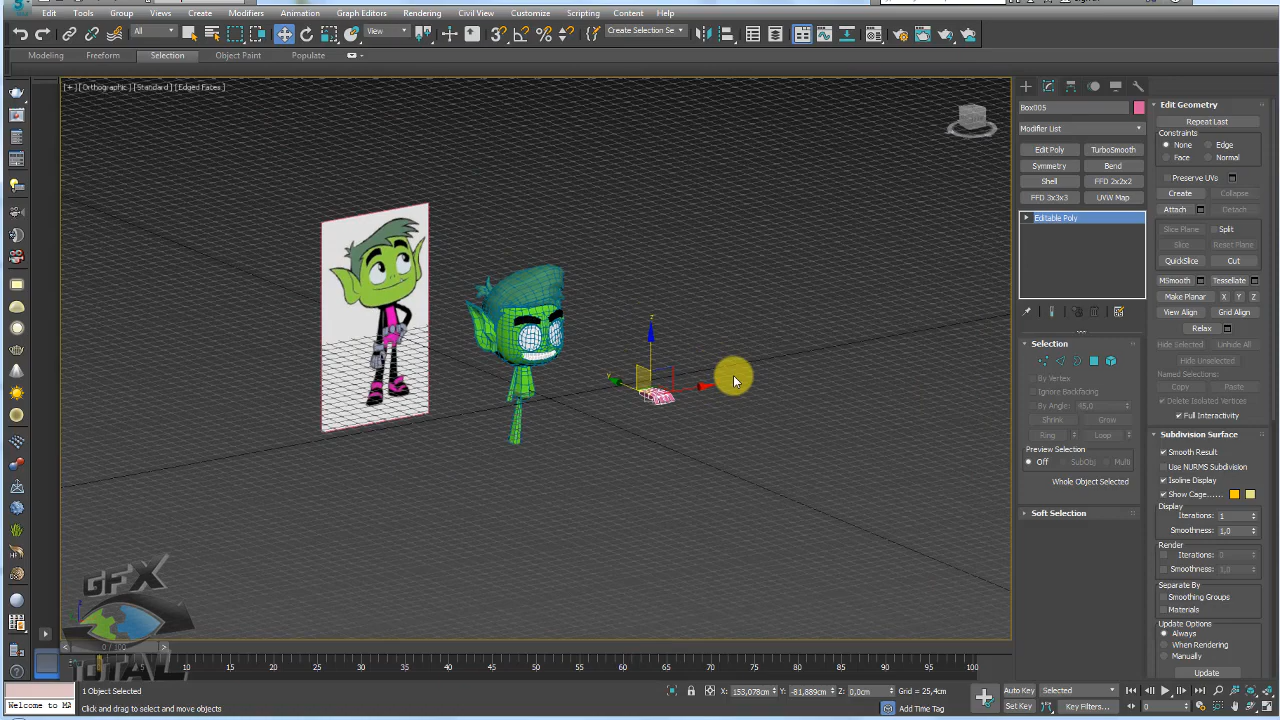 Edit Tools Group Views Create Modifiers Animation Graph Editors Rendering Civil View Customize Scripting Content Help
All View Create Selection Se
Modeling Freeform Selection Object Paint Populate
[+] [Orthographic] [Standard] [Edged Faces]
Box005
Modifier List
Edit Poly TurboSmooth
Symmetry Bend
Shell FFD 2x2x2
FFD 3x3x3 UVW Map
Editable Poly
Selection
By Vertex
Ignore Backfacing
By Angle: 45,0
Shrink Grow
Ring Loop
Preview Selection
Off SubObj Multi
Whole Object Selected
Soft Selection
Edit Geometry
Repeat Last
Constraints
None Edge
Face Normal
Preserve UVs
Create Collapse
Attach Detach
Slice Plane Split
Slice Reset Plane
QuickSlice Cut
MSmooth Tessellate
Make Planar X Y Z
View Align Grid Align
Relax
Hide Selected Unhide All
Hide Unselected
Named Selections:
Copy Paste
Delete Isolated Vertices
Full Interactivity
Subdivision Surface
Smooth Result
Use NURMS Subdivision
Isoline Display
Show Cage......
Display
Iterations: 1
Smoothness: 1,0
Render
Iterations: 0
Smoothness: 1,0
Separate By
Smoothing Groups
Materials
Update Options
Always
When Rendering
Manually
Update
z
y
GFX
TOTAL
0 / 100
5 10 15 20 25 30 35 40 45 50 55 60 65 70 75 80 85 90 95 100
1 Object Selected X: 153,078cm Y: -81,889cm Z: 0,0cm Grid = 25,4cm Auto Key Selected
Welcome to MA Click and drag to select and move objects Add Time Tag Set Key Key Filters... 0